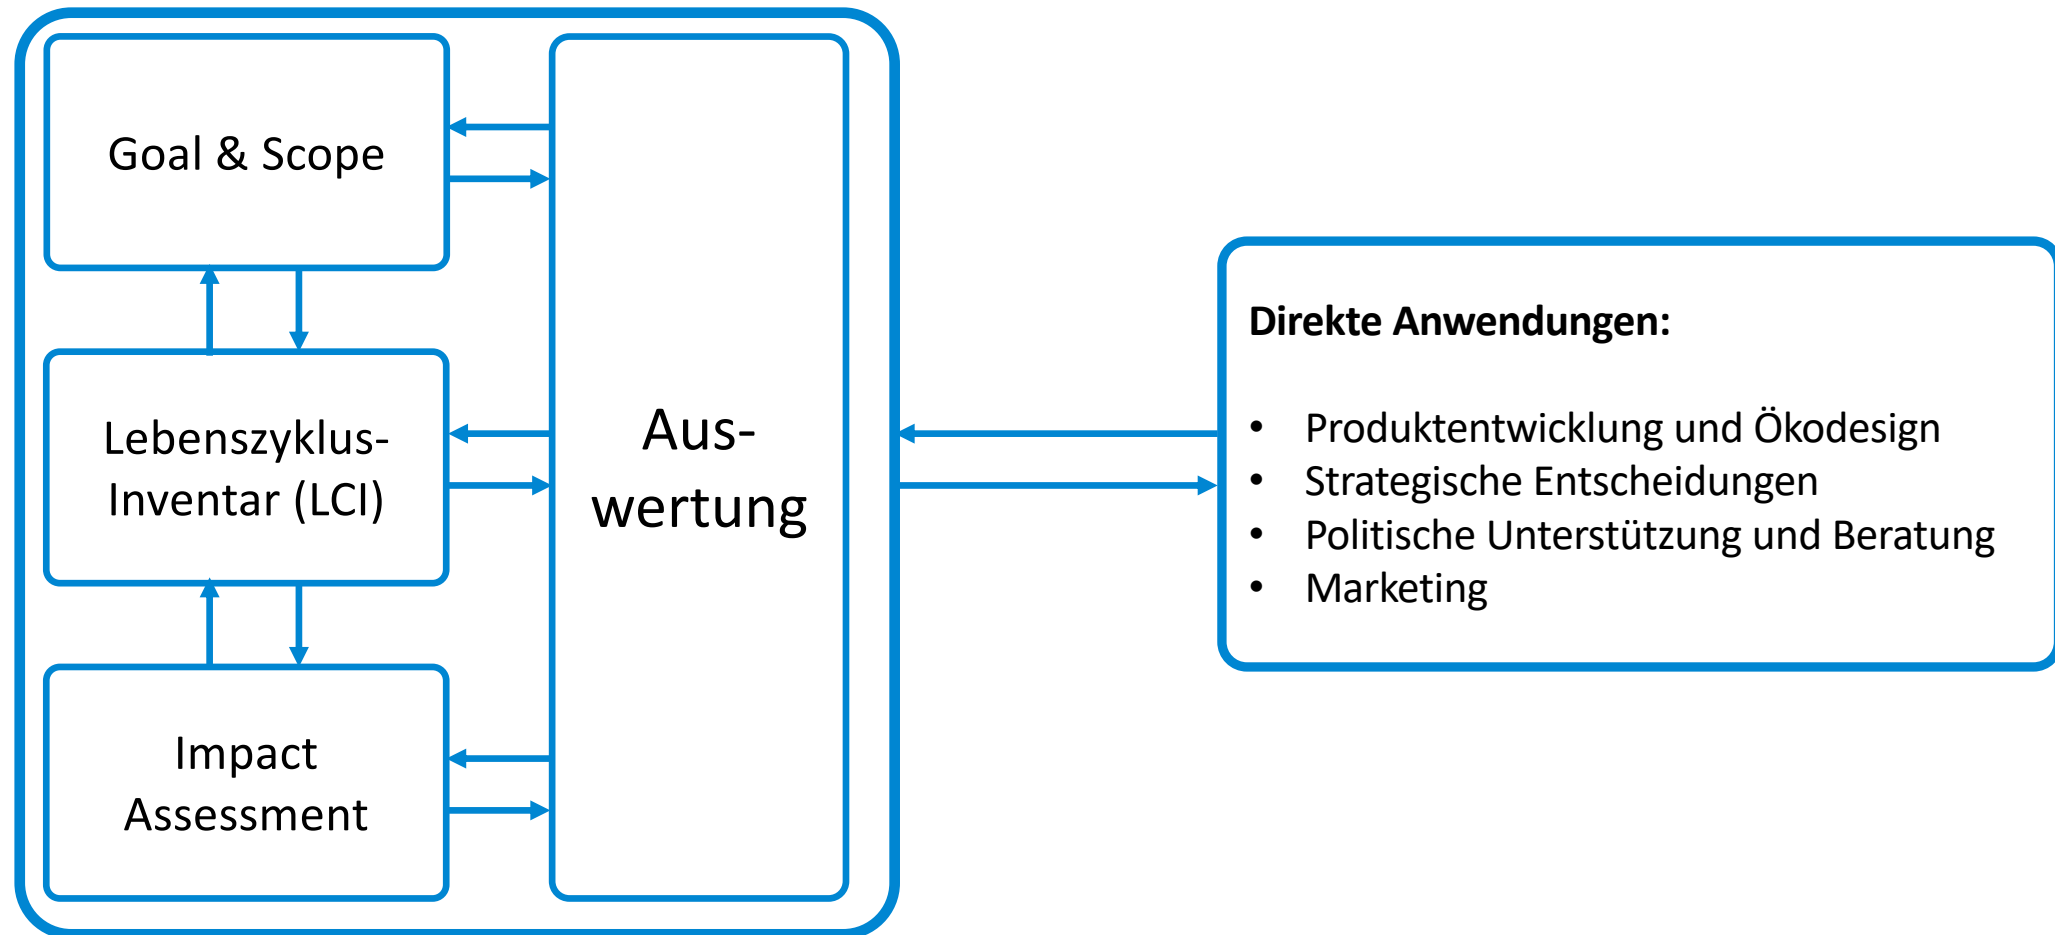 Goal & Scope
Lebenszyklus-
Inventar (LCI)
Impact
Assessment
Aus-
wertung
Direkte Anwendungen:
• Produktentwicklung und Ökodesign
• Strategische Entscheidungen
• Politische Unterstützung und Beratung
• Marketing